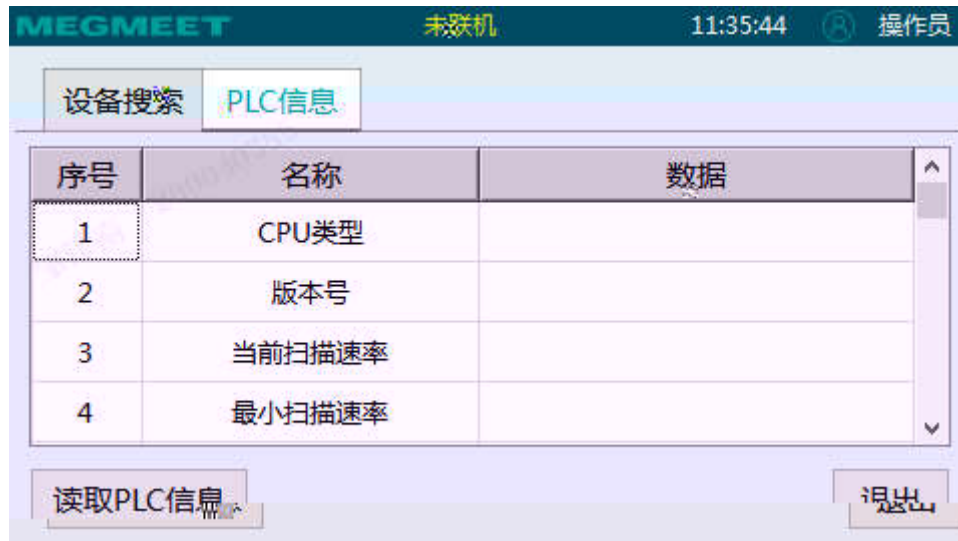 MEGMEET 未联机 11:35:44 操作员
设备搜索 PLC信息
序号 名称 数据
1 CPU类型
2 版本号
3 当前扫描速率
4 最小扫描速率
读取PLC信息 退出